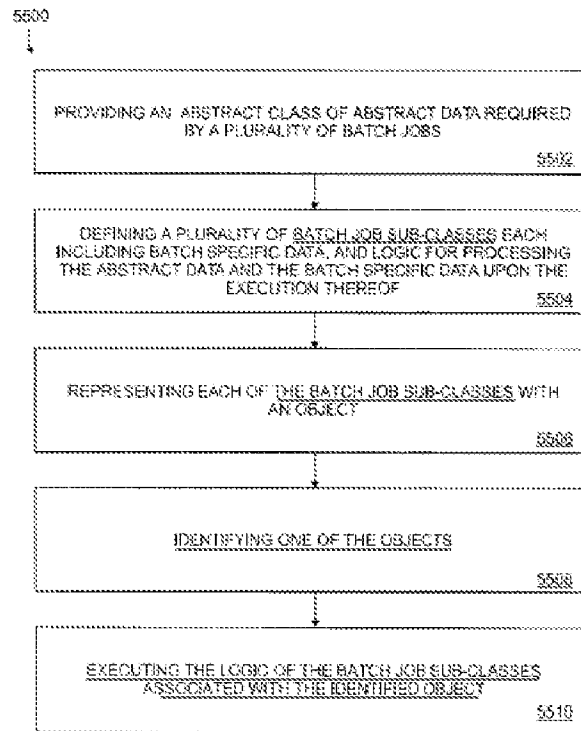 5500
PROVIDING AN ABSTRACT CLASS OF ABSTRACT DATA REQUIRED
BY A PLURALITY OF BATCH JOBS
5502
DEFINING A PLURALITY OF BATCH JOB SUB-CLASSES EACH
INCLUDING BATCH SPECIFIC DATA, AND LOGIC FOR PROCESSING
THE ABSTRACT DATA AND THE BATCH SPECIFIC DATA UPON THE
EXECUTION THEREOF
5504
REPRESENTING EACH OF THE BATCH JOB SUB-CLASSES WITH
AN OBJECT
5506
IDENTIFYING ONE OF THE OBJECTS
5508
EXECUTING THE LOGIC OF THE BATCH JOB SUB-CLASSES
ASSOCIATED WITH THE IDENTIFIED OBJECT
5510